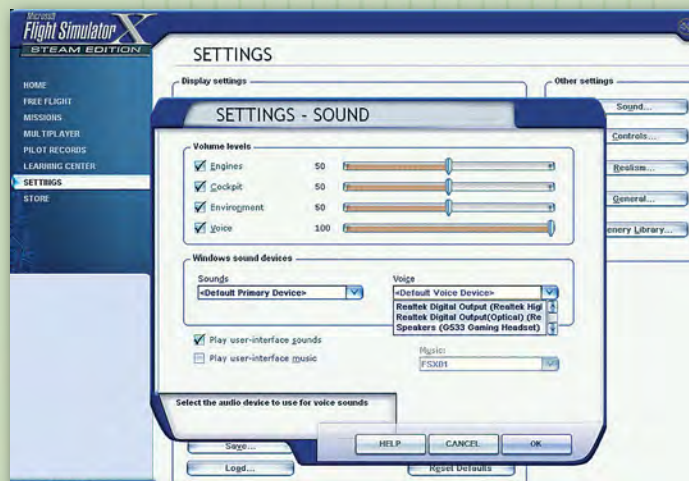 Microsoft
Flight Simulator X
STEAM EDITION
HOME
FREE FLIGHT
MISSIONS
MULTIPLAYER
PILOT RECORDS
LEARNING CENTER
SETTINGS
STORE
SETTINGS
Display settings
Other settings
Sound...
Controls...
Realism...
General...
enery Library...
SETTINGS - SOUND
Volume levels
Engines 50
Cockpit 50
Environment 50
Voice 100
Windows sound devices
Sounds
<Default Primary Device>
Voice
<Default Voice Device>
Realtek Digital Output (Realtek Higl
Realtek Digital Output(Optical) (Re
Speakers (G533 Gaming Headset)
Play user-interface sounds
Play user-interface music
Music:
FSX01
Select the audio device to use for voice sounds
HELP
CANCEL
OK
Save...
Load...
Reset Defaults